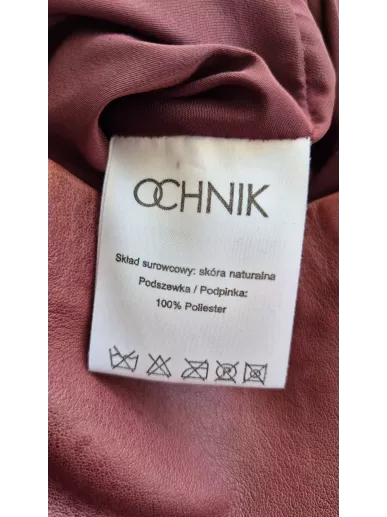 OCHNIK
Skład surowcowy: skóra naturalna
Podszewka / Podpinka:
100% Poliester